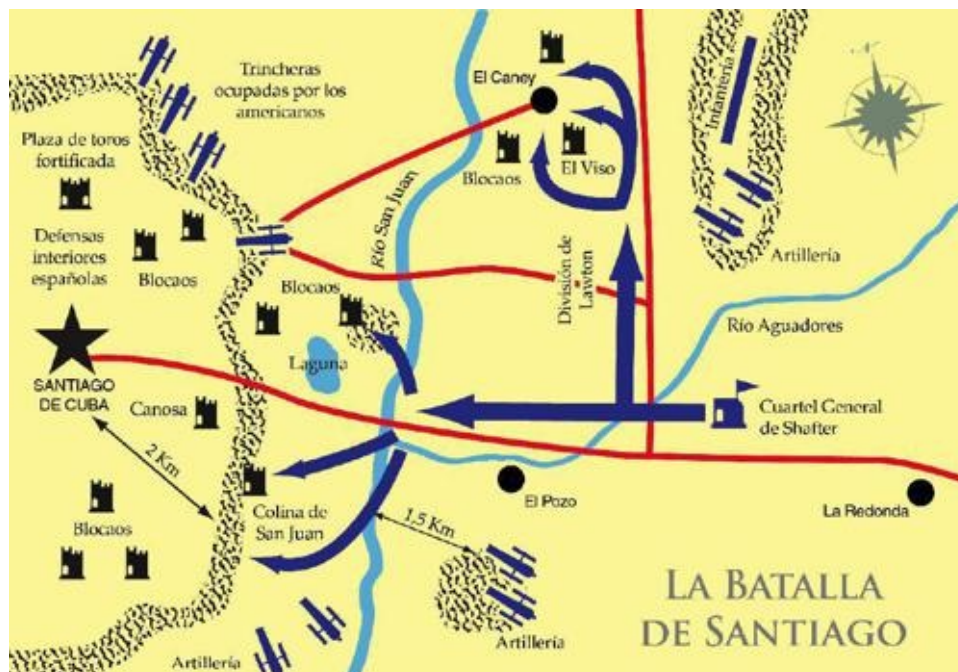 Trincheras
ocupadas por los
americanos
El Caney
Infantería
Plaza de toros
fortificada
Blocaos
El Viso
Río San Juan
Defensas
interiores
españolas
Blocaos
Artillería
Blocaos
División de
Lawton
Río Aguadores
Laguna
SANTIAGO
DE CUBA
Canosa
Cuartel General
de Shafter
2 Km
Colina de
San Juan
El Pozo
La Redonda
Blocaos
1,5 Km
LA BATALLA
DE SANTIAGO
Artillería
Artillería